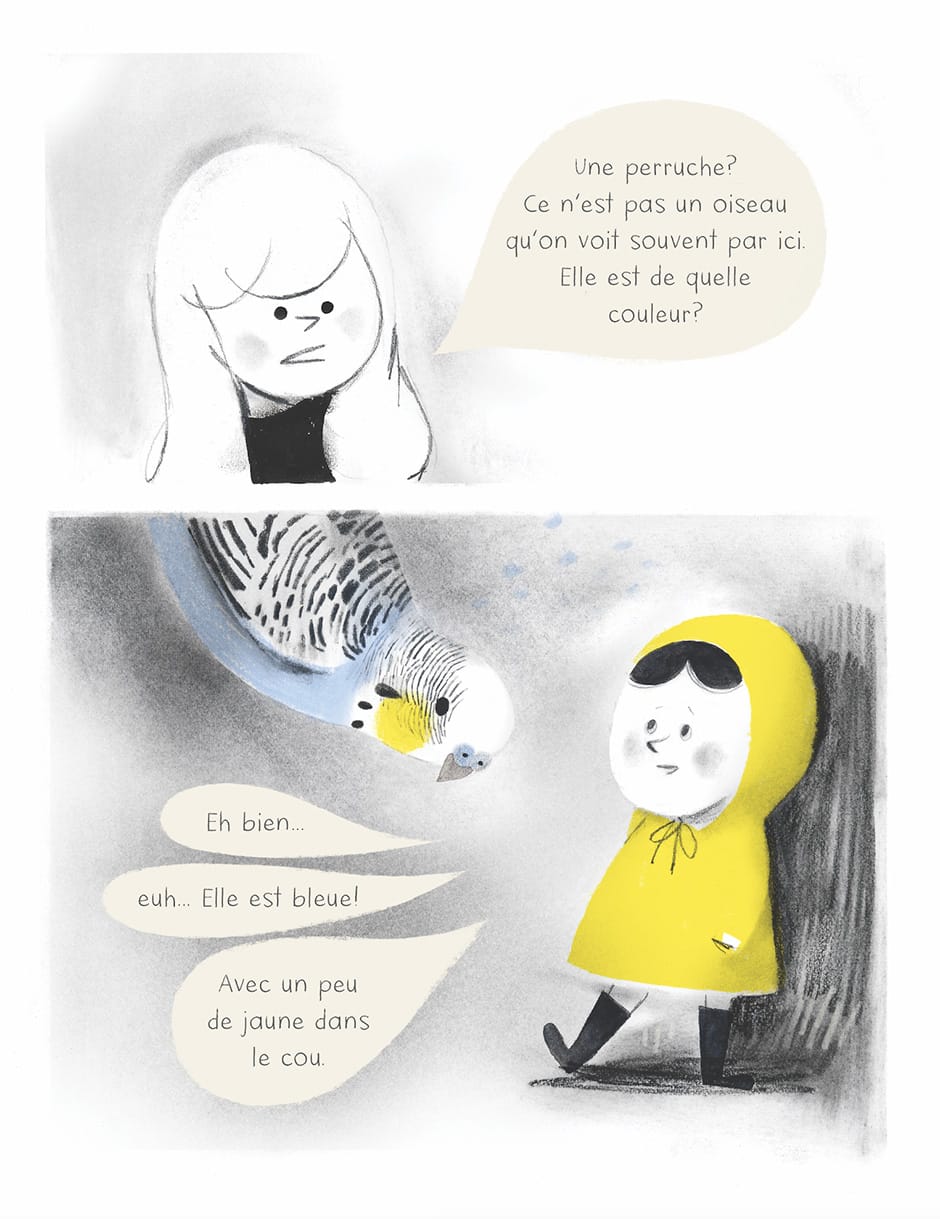 Une perruche?
Ce n'est pas un oiseau
qu'on voit souvent par ici.
Elle est de quelle
couleur?
Eh bien...
euh... Elle est bleue!
Avec un peu
de jaune dans
le cou.